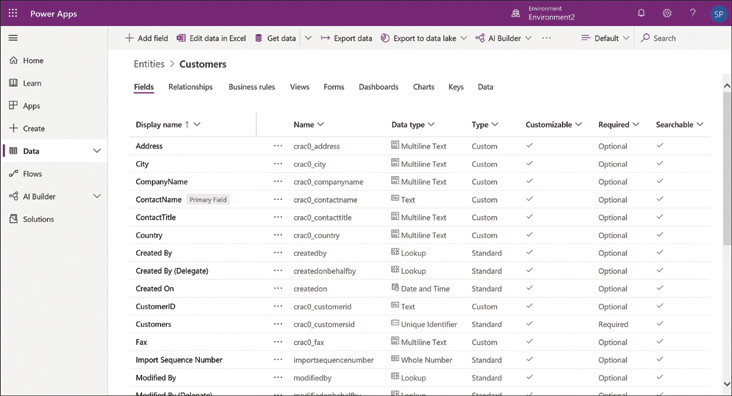 Power Apps
Environment
Environment2
?
SP
Add field Edit data in Excel Get data Export data Export to data lake AI Builder ··· Default Search
Home
Learn
Apps
Create
Data
Flows
AI Builder
Solutions
Entities > Customers
Fields Relationships Business rules Views Forms Dashboards Charts Keys Data
Display name ↑ Name Data type Type Customizable Required Searchable
Address ··· crac0_address Multiline Text Custom ✓ Optional ✓
City ··· crac0_city Multiline Text Custom ✓ Optional ✓
CompanyName ··· crac0_companyname Multiline Text Custom ✓ Optional ✓
ContactName Primary Field ··· crac0_contactname Text Custom ✓ Optional ✓
ContactTitle ··· crac0_contacttitle Multiline Text Custom ✓ Optional ✓
Country ··· crac0_country Multiline Text Custom ✓ Optional ✓
Created By ··· createdby Lookup Standard ✓ Optional ✓
Created By (Delegate) ··· createdonbehalfby Lookup Standard ✓ Optional ✓
Created On ··· createdon Date and Time Standard ✓ Optional ✓
CustomerID ··· crac0_customerid Text Custom ✓ Optional ✓
Customers ··· crac0_customersid Unique Identifier Standard ✓ Required ✓
Fax ··· crac0_fax Multiline Text Custom ✓ Optional ✓
Import Sequence Number ··· importsequencenumber Whole Number Standard ✓ Optional ✓
Modified By ··· modifiedby Lookup Standard ✓ Optional ✓
Modified By (Delegate) ··· modifiedonbehalfby Lookup Standard Optional